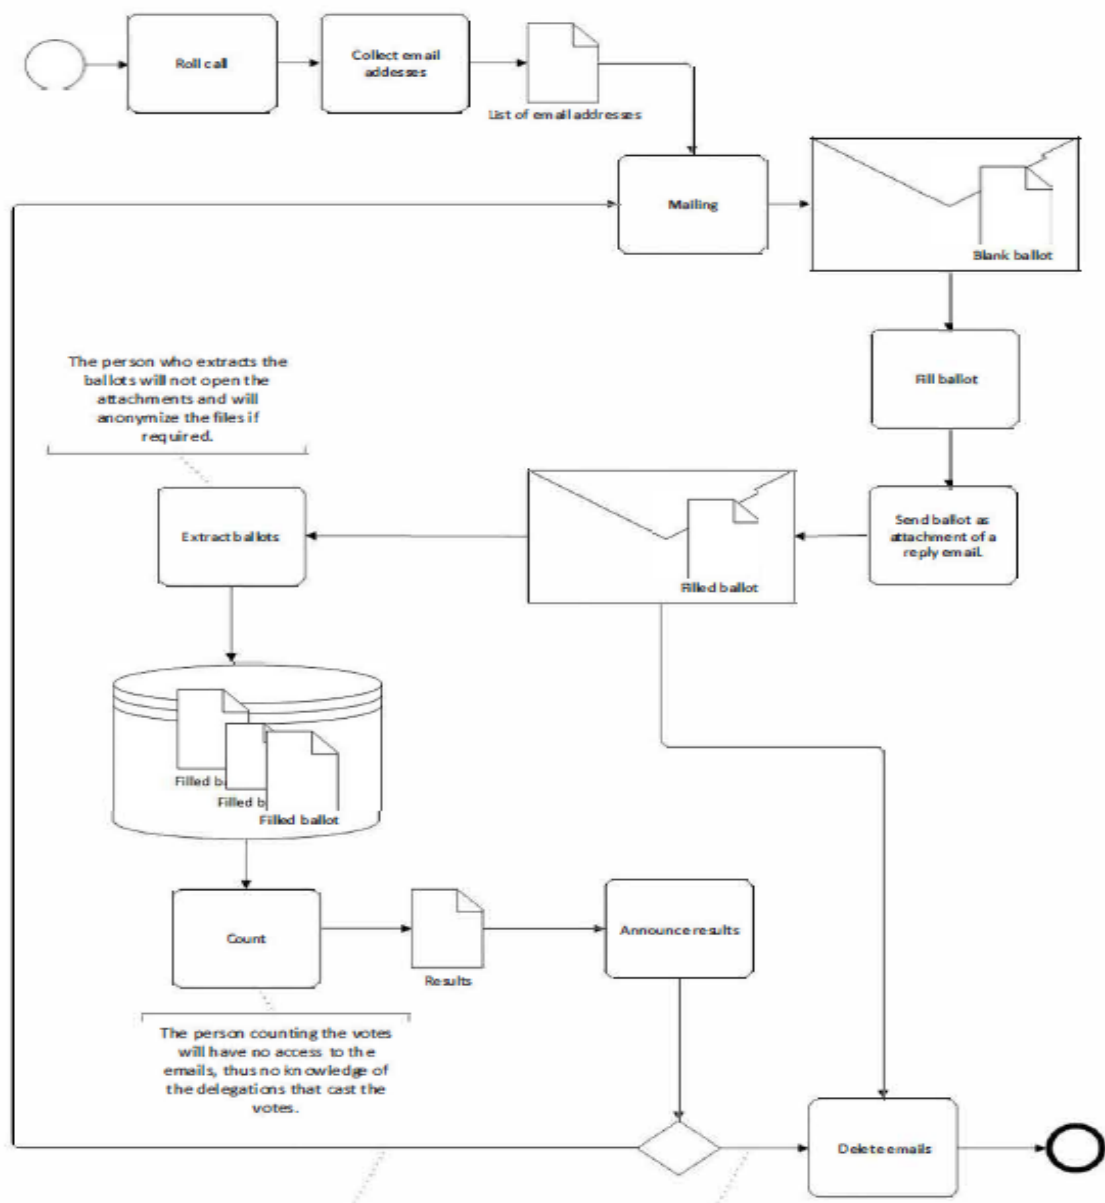 Roll call
Collect email
addesses
List of email addresses
Mailing
Blank ballot
The person who extracts the
ballots will not open the
attachments and will
anonymize the files if
required.
Fill ballot
Extract ballots
Filled ballot
Send ballot as
attachment of a
reply email.
Filled ba
Filled b
Filled ballot
Count
Results
Announce results
The person counting the votes
will have no access to the
emails, thus no knowledge of
the delegations that cast the
votes.
Delete emails